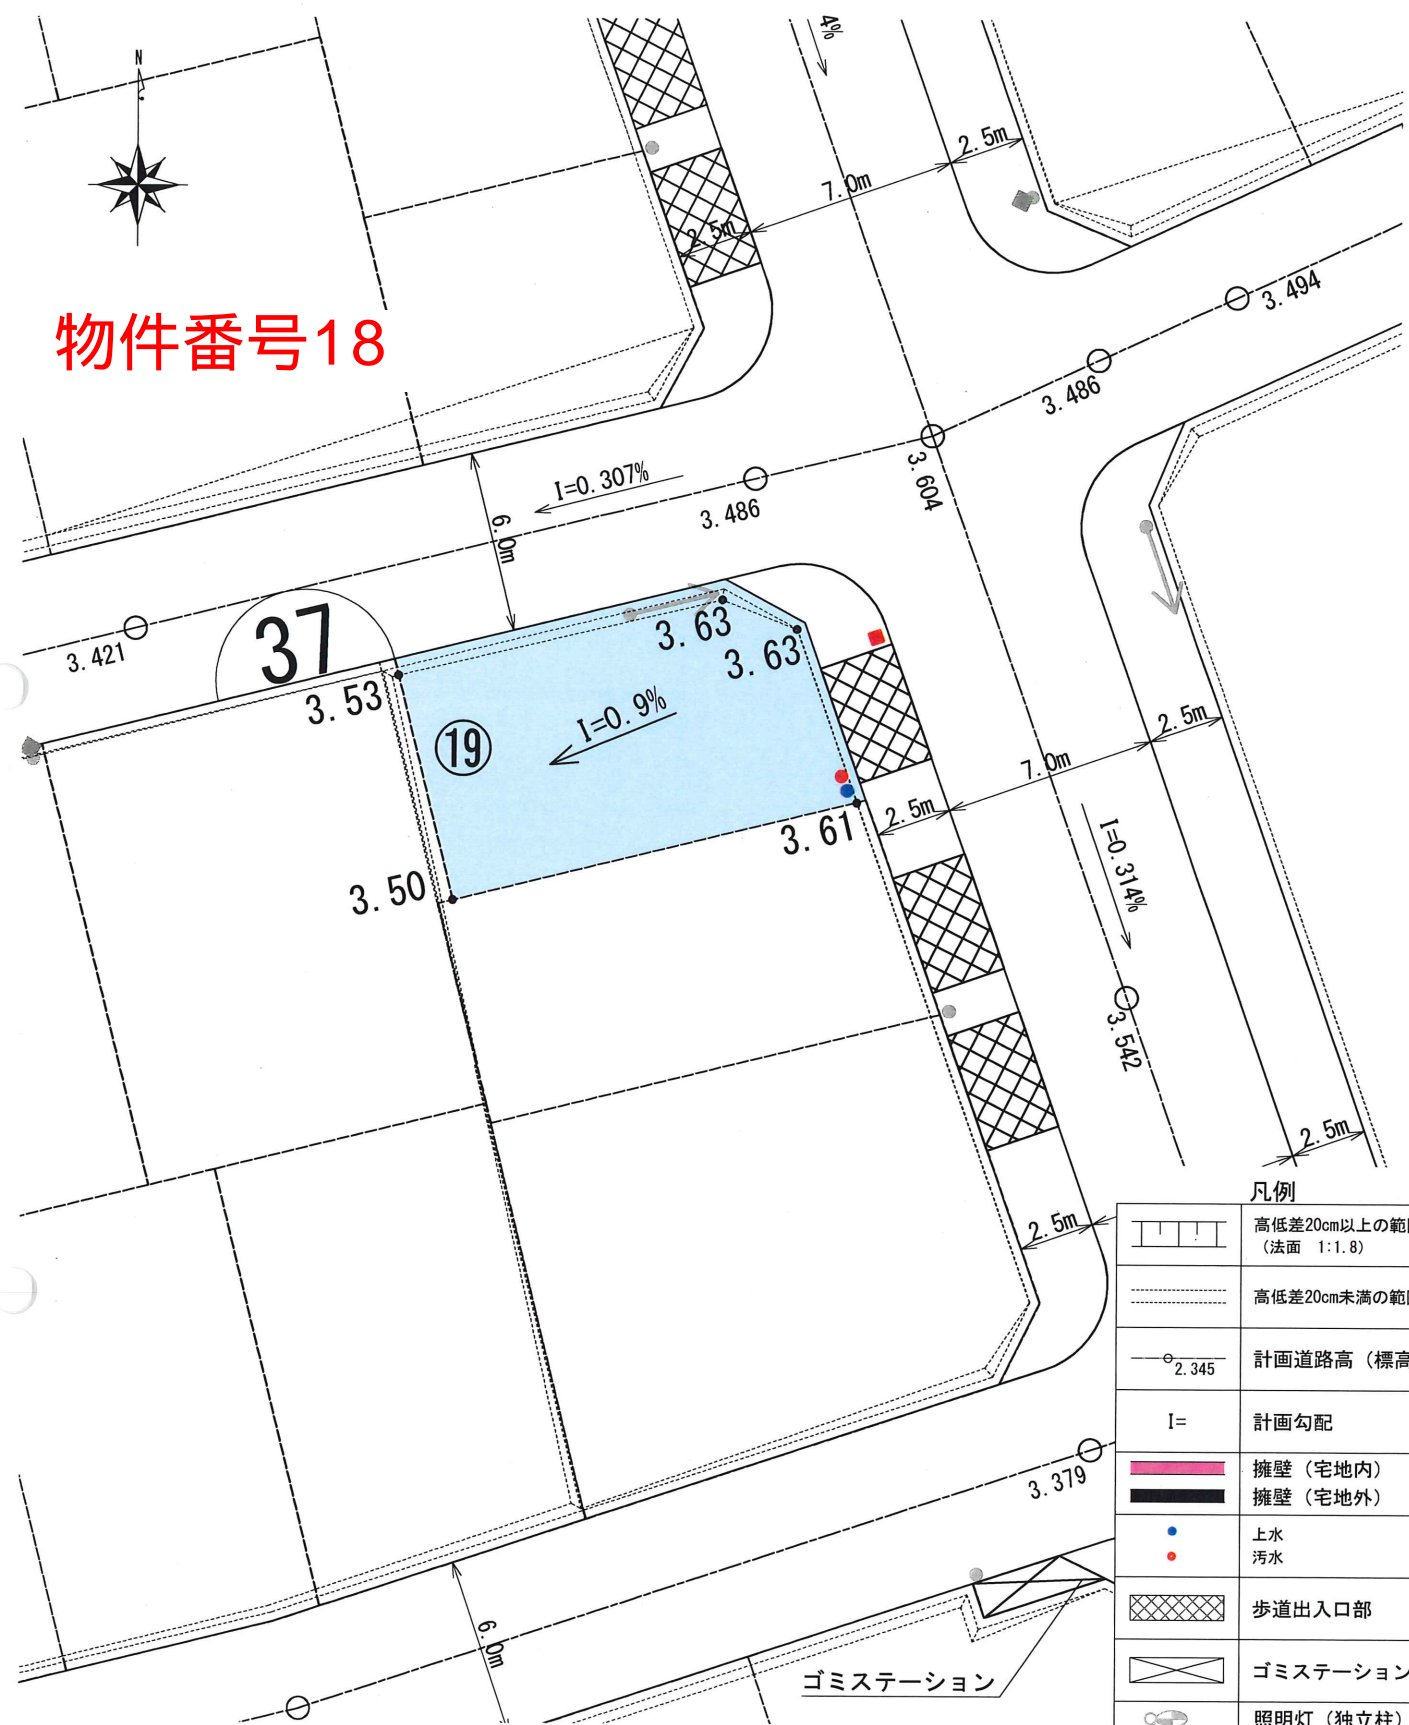 4%
N
2.5m
7.0m
2.5m
3.494
物件番号18
3.486
I=0.307%
3.486
3.604
6.0m
3.421
37
3.63
3.63
3.53
I=0.9%
⑲
2.5m
7.0m
2.5m
3.61
I=0.314%
3.50
3.542
2.5m
2.5m
3.379
6.0m
ゴミステーション
凡例
高低差20cm以上の範
(法面 1:1.8)
高低差20cm未満の範
2.345
計画道路高（標高
I=
計画勾配
擁壁（宅地内）
擁壁（宅地外）
上水
汚水
歩道出入口部
ゴミステーション
照明灯（独立柱）